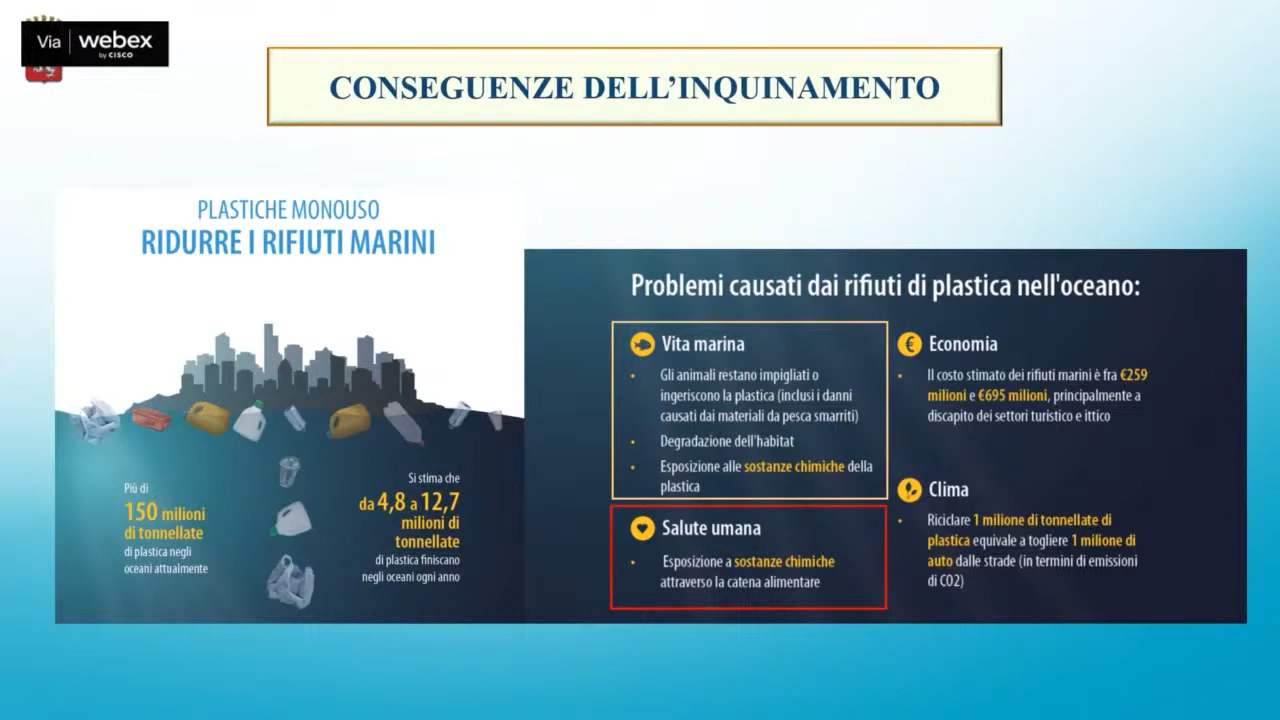 Via webex
by CISCO
CONSEGUENZE DELL'INQUINAMENTO
PLASTICHE MONOUSO
RIDURRE I RIFIUTI MARINI
Più di
150 milioni
di tonnellate
di plastica negli
oceani attualmente
Si stima che
da 4,8 a 12,7
milioni di
tonnellate
di plastica finiscano
negli oceani ogni anno
Problemi causati dai rifiuti di plastica nell'oceano:
Vita marina
• Gli animali restano impigliati o
ingeriscono la plastica (inclusi i danni
causati dai materiali da pesca smarriti)
• Degradazione dell'habitat
• Esposizione alle sostanze chimiche della
plastica
Salute umana
• Esposizione a sostanze chimiche
attraverso la catena alimentare
€ Economia
• Il costo stimato dei rifiuti marini è fra €259
milioni e €695 milioni, principalmente a
discapito dei settori turistico e ittico
Clima
• Riciclare 1 milione di tonnellate di
plastica equivale a togliere 1 milione di
auto dalle strade (in termini di emissioni
di CO2)